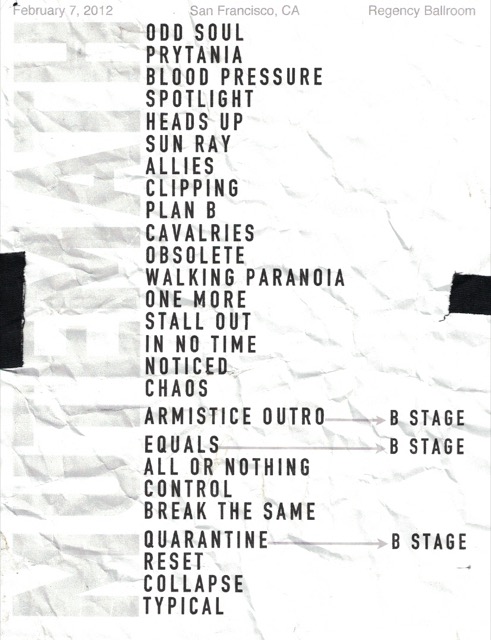 February 7, 2012 San Francisco, CA Regency Ballroom
ODD SOUL
PRYTANIA
BLOOD PRESSURE
SPOTLIGHT
HEADS UP
SUN RAY
ALLIES
CLIPPING
PLAN B
CAVALRIES
OBSOLETE
WALKING PARANOIA
ONE MORE
STALL OUT
IN NO TIME
NOTICED
CHAOS
ARMISTICE OUTRO B STAGE
EQUALS B STAGE
ALL OR NOTHING
CONTROL
BREAK THE SAME
QUARANTINE B STAGE
RESET
COLLAPSE
TYPICAL
MUTEMATH